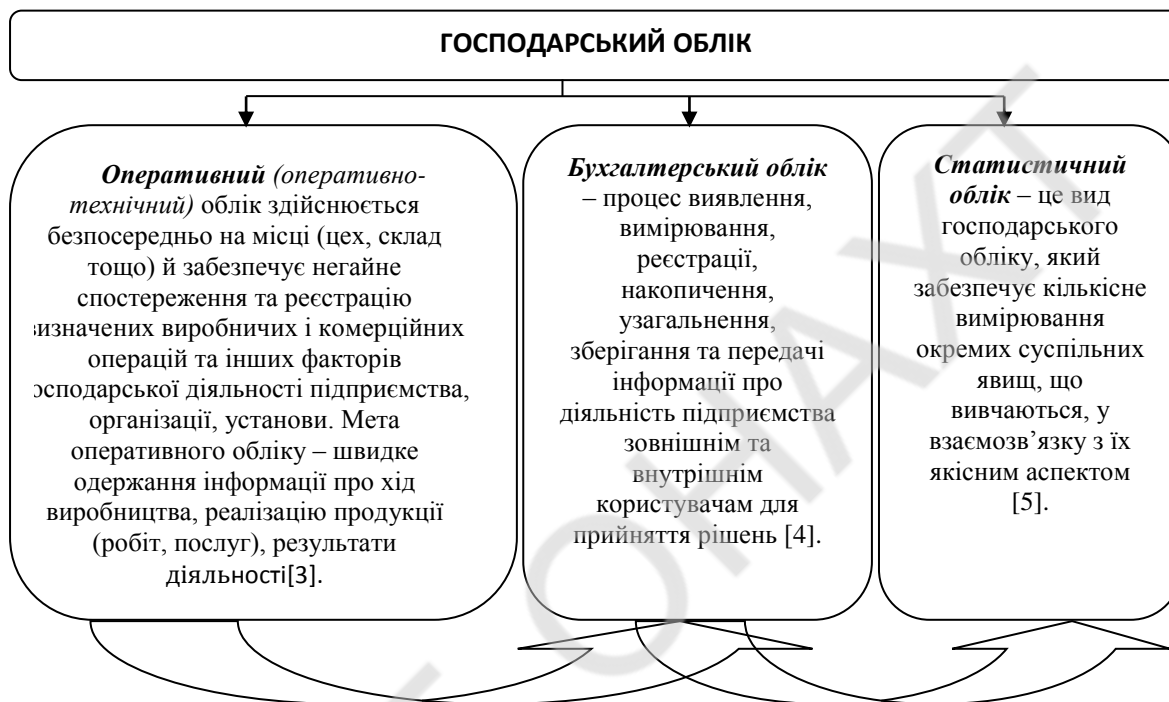 ГОСПОДАРСЬКИЙ ОБЛІК
Оперативний (оперативно-
технічний) облік здійснюється
безпосередньо на місці (цех, склад
тощо) й забезпечує негайне
спостереження та реєстрацію
визначених виробничих і комерційних
операцій та інших факторів
господарської діяльності підприємства,
організації, установи. Мета
оперативного обліку – швидке
одержання інформації про хід
виробництва, реалізацію продукції
(робіт, послуг), результати
діяльності[3].
Бухгалтерський облік
– процес виявлення,
вимірювання,
реєстрації,
накопичення,
узагальнення,
зберігання та передачі
інформації про
діяльність підприємства
зовнішнім та
внутрішнім
користувачам для
прийняття рішень [4].
Статистичний
облік – це вид
господарського
обліку, який
забезпечує кількісне
вимірювання
окремих суспільних
явищ, що
вивчаються, у
взаємозв’язку з їх
якісним аспектом
[5].
ОНАХТ